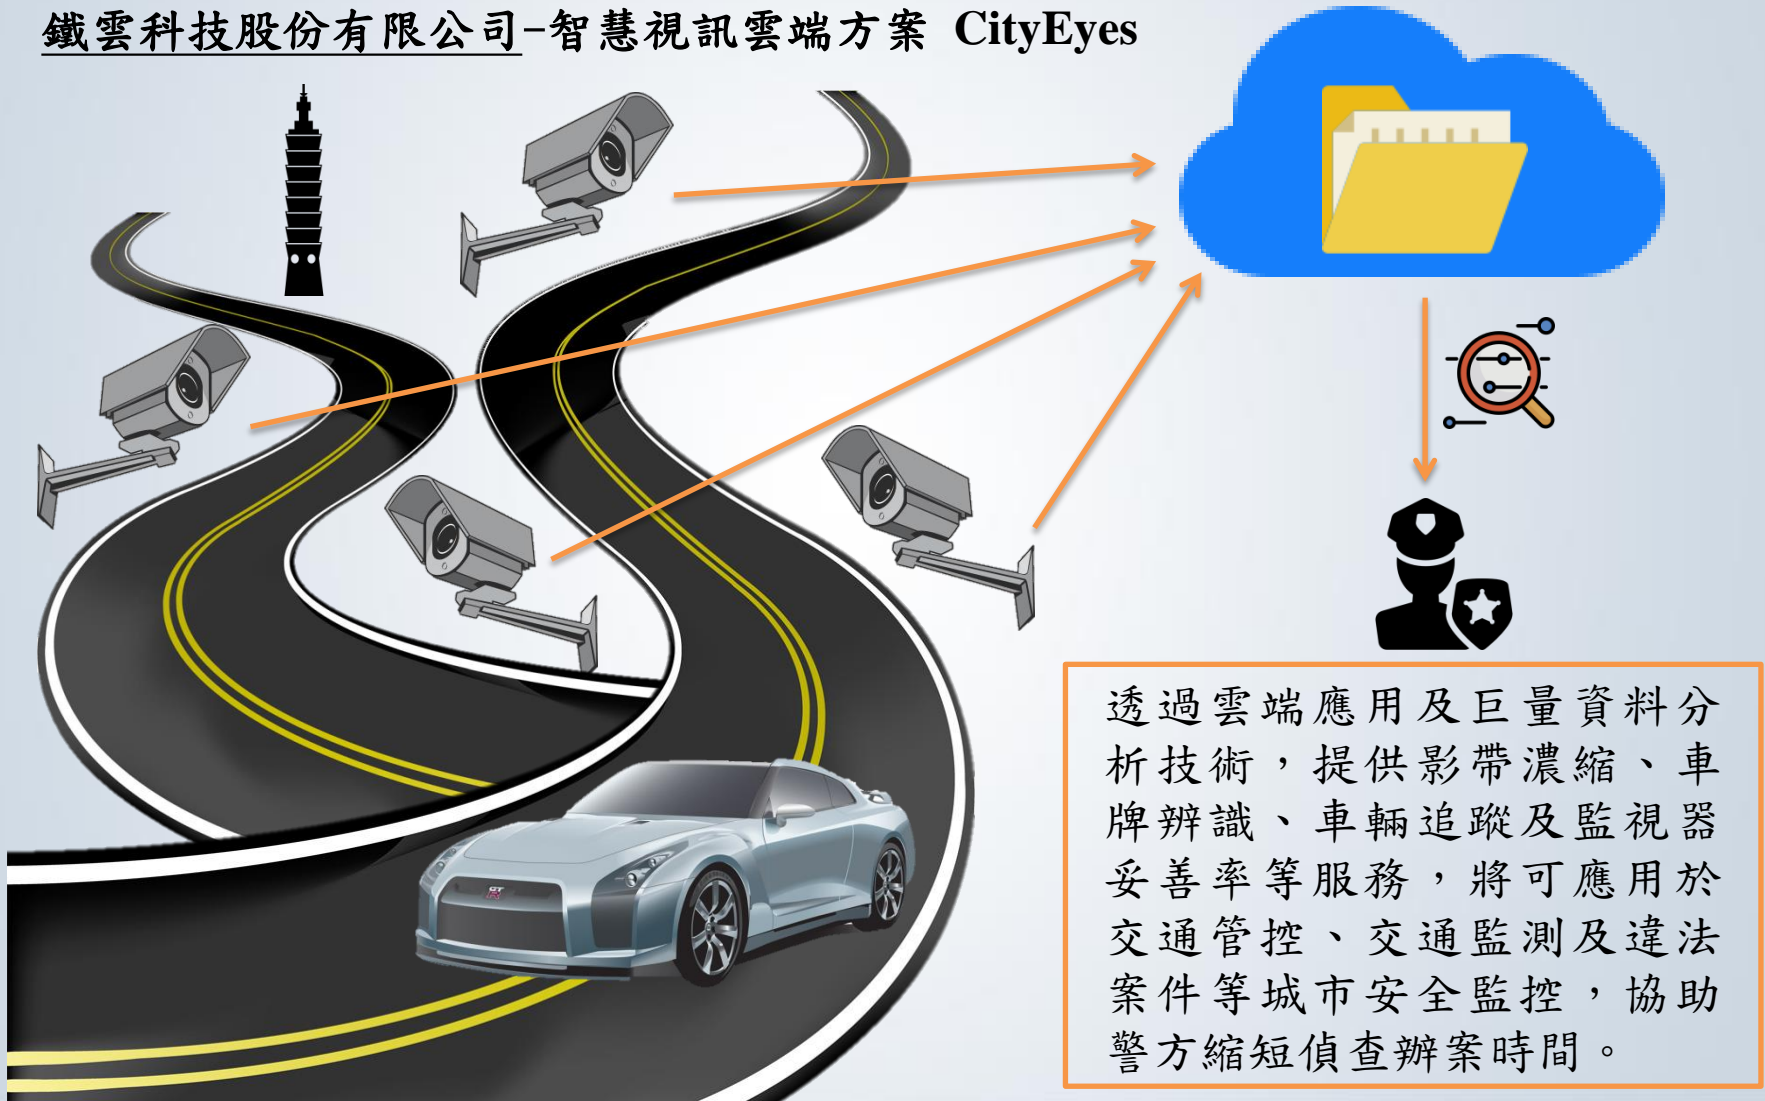 鐵雲科技股份有限公司-智慧視訊雲端方案 CityEyes
GT
R
透過雲端應用及巨量資料分
析技術，提供影帶濃縮、車
牌辨識、車輛追蹤及監視器
妥善率等服務，將可應用於
交通管控、交通監測及違法
案件等城市安全監控，協助
警方縮短偵查辦案時間。